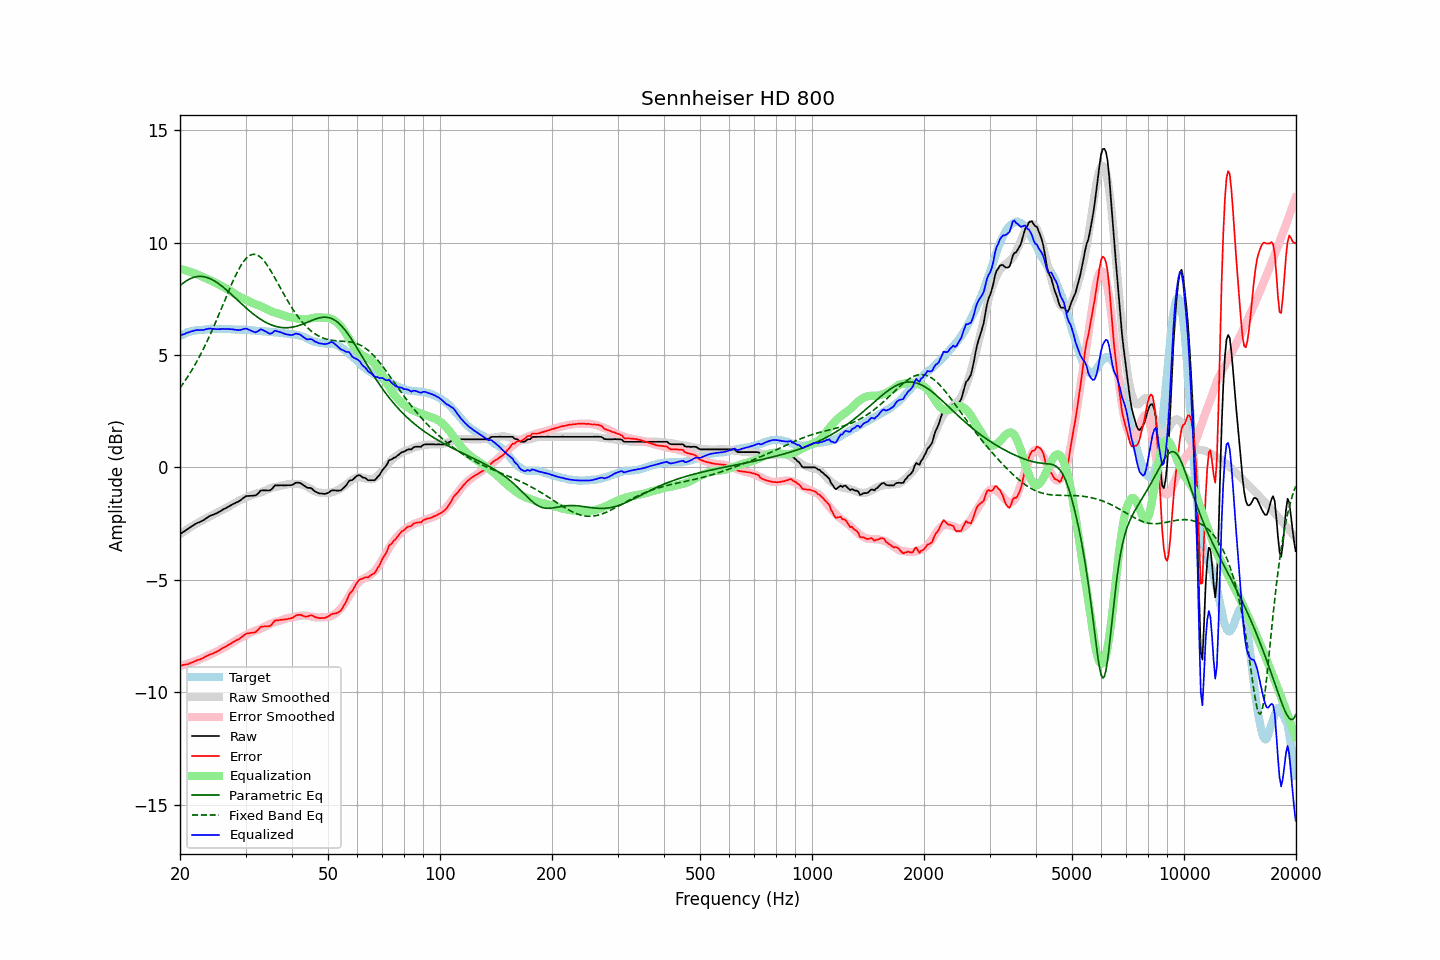 Sennheiser HD 800
Amplitude (dBr)
15
10
5
0
−5
−10
−15
Target
Raw Smoothed
Error Smoothed
Raw
Error
Equalization
Parametric Eq
Fixed Band Eq
Equalized
20 50 100 200 500 1000 2000 5000 10000 20000
Frequency (Hz)